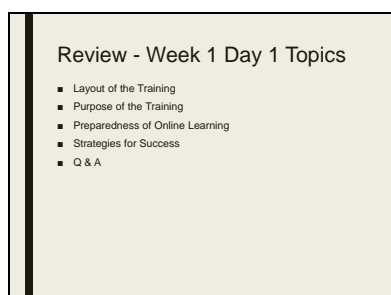 Review - Week 1 Day 1 Topics
■ Layout of the Training
■ Purpose of the Training
■ Preparedness of Online Learning
■ Strategies for Success
■ Q & A